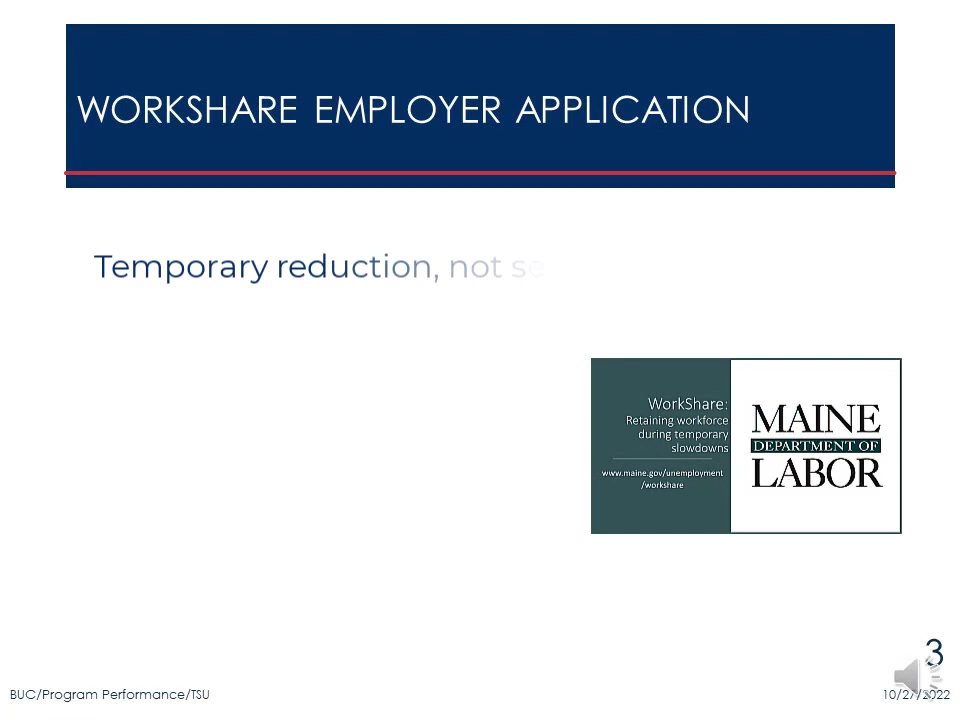 WORKSHARE EMPLOYER APPLICATION
Temporary reduction, not
WorkShare:
Retaining workforce
during temporary
slowdowns
www.maine.gov/unemployment
/workshare
MAINE
DEPARTMENT OF
LABOR
3
BUC/Program Performance/TSU
10/27/2022